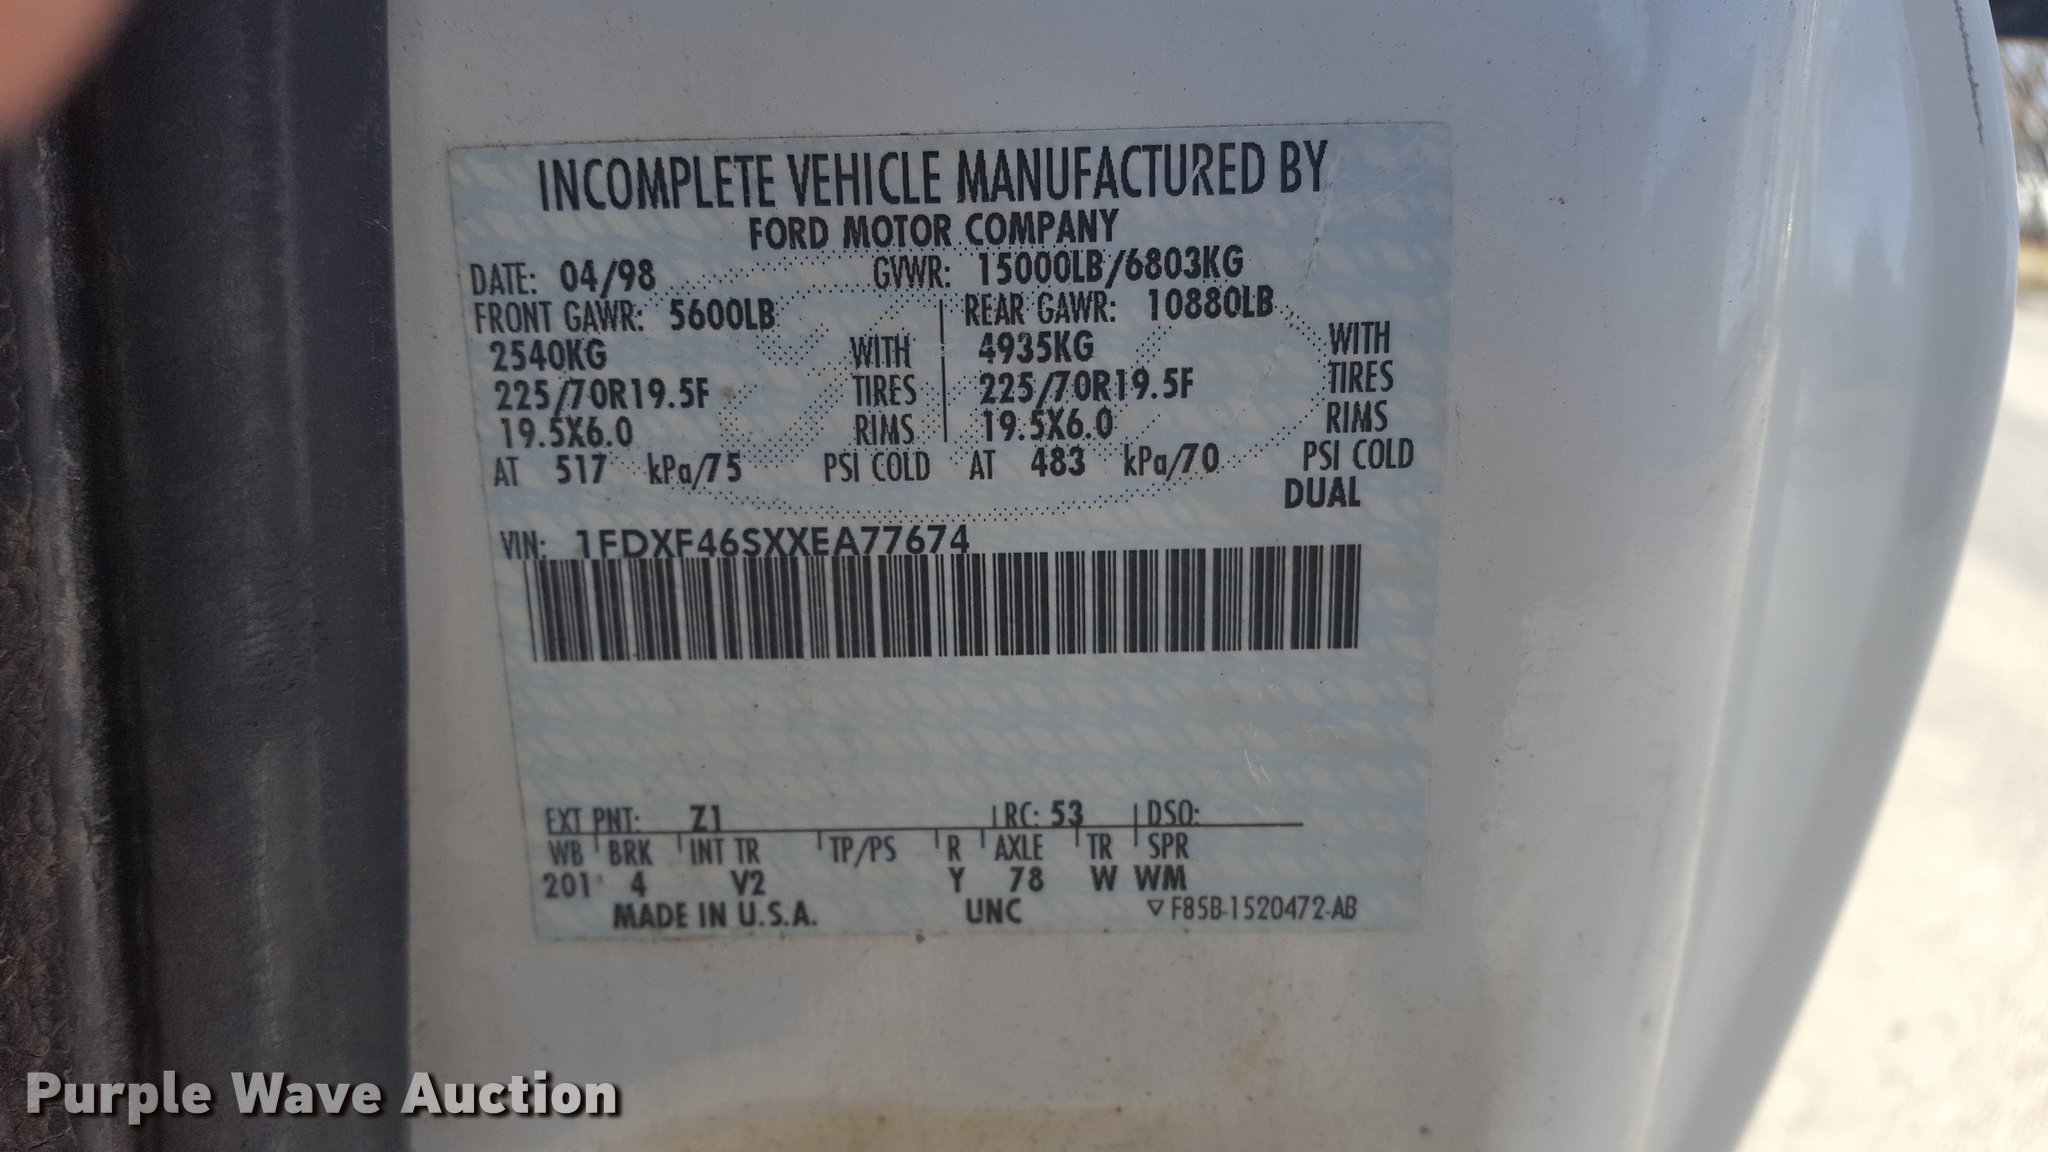 INCOMPLETE VEHICLE MANUFACTURED BY
FORD MOTOR COMPANY
DATE: 04/98 GVWR: 15000LB/6803KG
FRONT GAWR: 5600LB REAR GAWR: 10880LB
2540KG WITH 4935KG WITH
225/70R19.5F TIRES 225/70R19.5F TIRES
19.5X6.0 RIMS 19.5X6.0 RIMS
AT 517 kPa/75 PSI COLD AT 483 kPa/70 PSI COLD
DUAL
VIN: 1FDXF46SXXEA77674
EXT PNT: Z1 RC: 53 DSO:
WB BRK INT TR TP/PS R AXLE TR SPR
201 4 V2 Y 78 W WM
MADE IN U.S.A. UNC ▽ F85B-1520472-AB
Purple Wave Auction